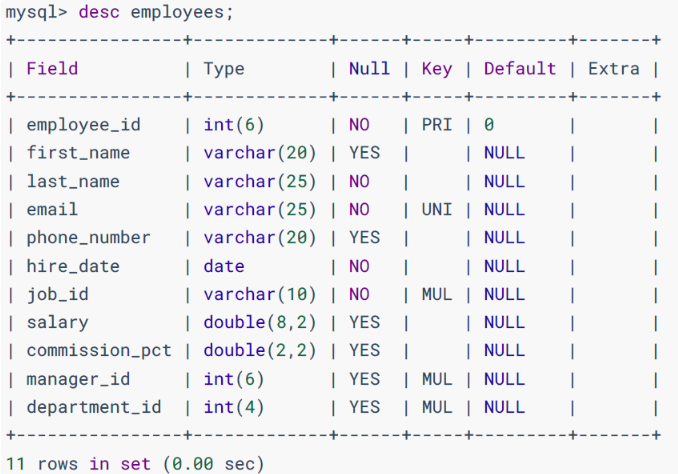 mysql> desc employees;
+----------------+-------------+------+-----+---------+-------+
| Field          | Type        | Null | Key | Default | Extra |
+----------------+-------------+------+-----+---------+-------+
| employee_id    | int(6)      | NO   | PRI | 0       |       |
| first_name     | varchar(20) | YES  |     | NULL    |       |
| last_name      | varchar(25) | NO   |     | NULL    |       |
| email          | varchar(25) | NO   | UNI | NULL    |       |
| phone_number   | varchar(20) | YES  |     | NULL    |       |
| hire_date      | date        | NO   |     | NULL    |       |
| job_id         | varchar(10) | NO   | MUL | NULL    |       |
| salary         | double(8,2) | YES  |     | NULL    |       |
| commission_pct | double(2,2) | YES  |     | NULL    |       |
| manager_id     | int(6)      | YES  | MUL | NULL    |       |
| department_id  | int(4)      | YES  | MUL | NULL    |       |
+----------------+-------------+------+-----+---------+-------+
11 rows in set (0.00 sec)